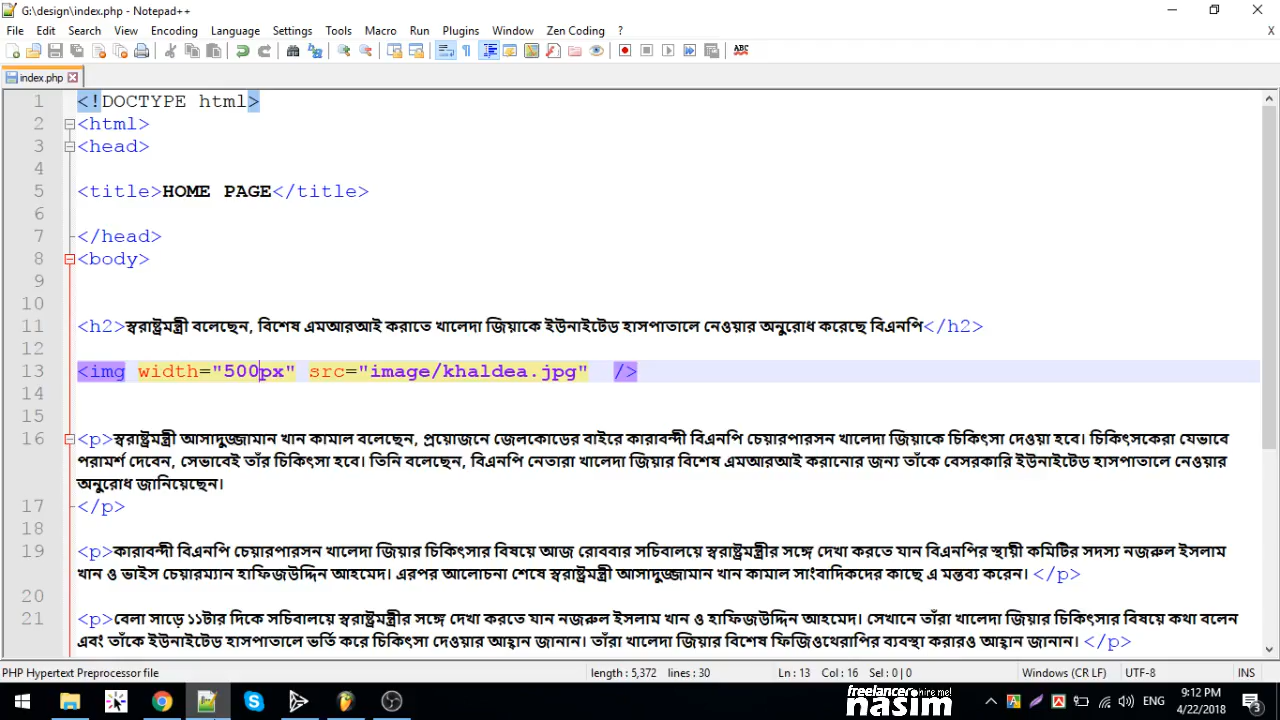 G:\design\index.php - Notepad++
File Edit Search View Encoding Language Settings Tools Macro Run Plugins Window Zen Coding ? X
index.php
1 <!DOCTYPE html>
2 <html>
3 <head>
4
5 <title>HOME PAGE</title>
6
7 </head>
8 <body>
9
10
11 <h2>স্বরাষ্ট্রমন্ত্রী বলেছেন, বিশেষ এমআরআই করাতে খালেদা জিয়াকে ইউনাইটেড হাসপাতালে নেওয়ার অনুরোধ করেছে বিএনপি</h2>
12
13 <img width="500px" src="image/khaldea.jpg" />
14
15
16 <p>স্বরাষ্ট্রমন্ত্রী আসাদুজ্জামান খান কামাল বলেছেন, প্রয়োজনে জেলকোডের বাইরে কারাবন্দী বিএনপি চেয়ারপারসন খালেদা জিয়াকে চিকিৎসা দেওয়া হবে। চিকিৎসকেরা যেভাবে
পরামর্শ দেবেন, সেভাবেই তাঁর চিকিৎসা হবে। তিনি বলেছেন, বিএনপি নেতারা খালেদা জিয়ার বিশেষ এমআরআই করানোর জন্য তাঁকে বেসরকারি ইউনাইটেড হাসপাতালে নেওয়ার
অনুরোধ জানিয়েছেন।
17 </p>
18
19 <p>কারাবন্দী বিএনপি চেয়ারপারসন খালেদা জিয়ার চিকিৎসার বিষয়ে আজ রোববার সচিবালয়ে স্বরাষ্ট্রমন্ত্রীর সঙ্গে দেখা করতে যান বিএনপির স্থায়ী কমিটির সদস্য নজরুল ইসলাম
খান ও ভাইস চেয়ারম্যান হাফিজউদ্দিন আহমেদ। এরপর আলোচনা শেষে স্বরাষ্ট্রমন্ত্রী আসাদুজ্জামান খান কামাল সাংবাদিকদের কাছে এ মন্তব্য করেন। </p>
20
21 <p>বেলা সাড়ে ১১টার দিকে সচিবালয়ে স্বরাষ্ট্রমন্ত্রীর সঙ্গে দেখা করতে যান নজরুল ইসলাম খান ও হাফিজউদ্দিন আহমেদ। সেখানে তাঁরা খালেদা জিয়ার চিকিৎসার বিষয়ে কথা বলেন
এবং তাঁকে ইউনাইটেড হাসপাতালে ভর্তি করে চিকিৎসা দেওয়ার আহ্বান জানান। তাঁরা খালেদা জিয়ার বিশেষ ফিজিওথেরাপির ব্যবস্থা করারও আহ্বান জানান। </p>
PHP Hypertext Preprocessor file length : 5,372 lines : 30 Ln : 13 Col : 16 Sel : 0 | 0 Windows (CR LF) UTF-8 INS
freelancer hire me!
nasim
ENG 9:12 PM
4/22/2018 3